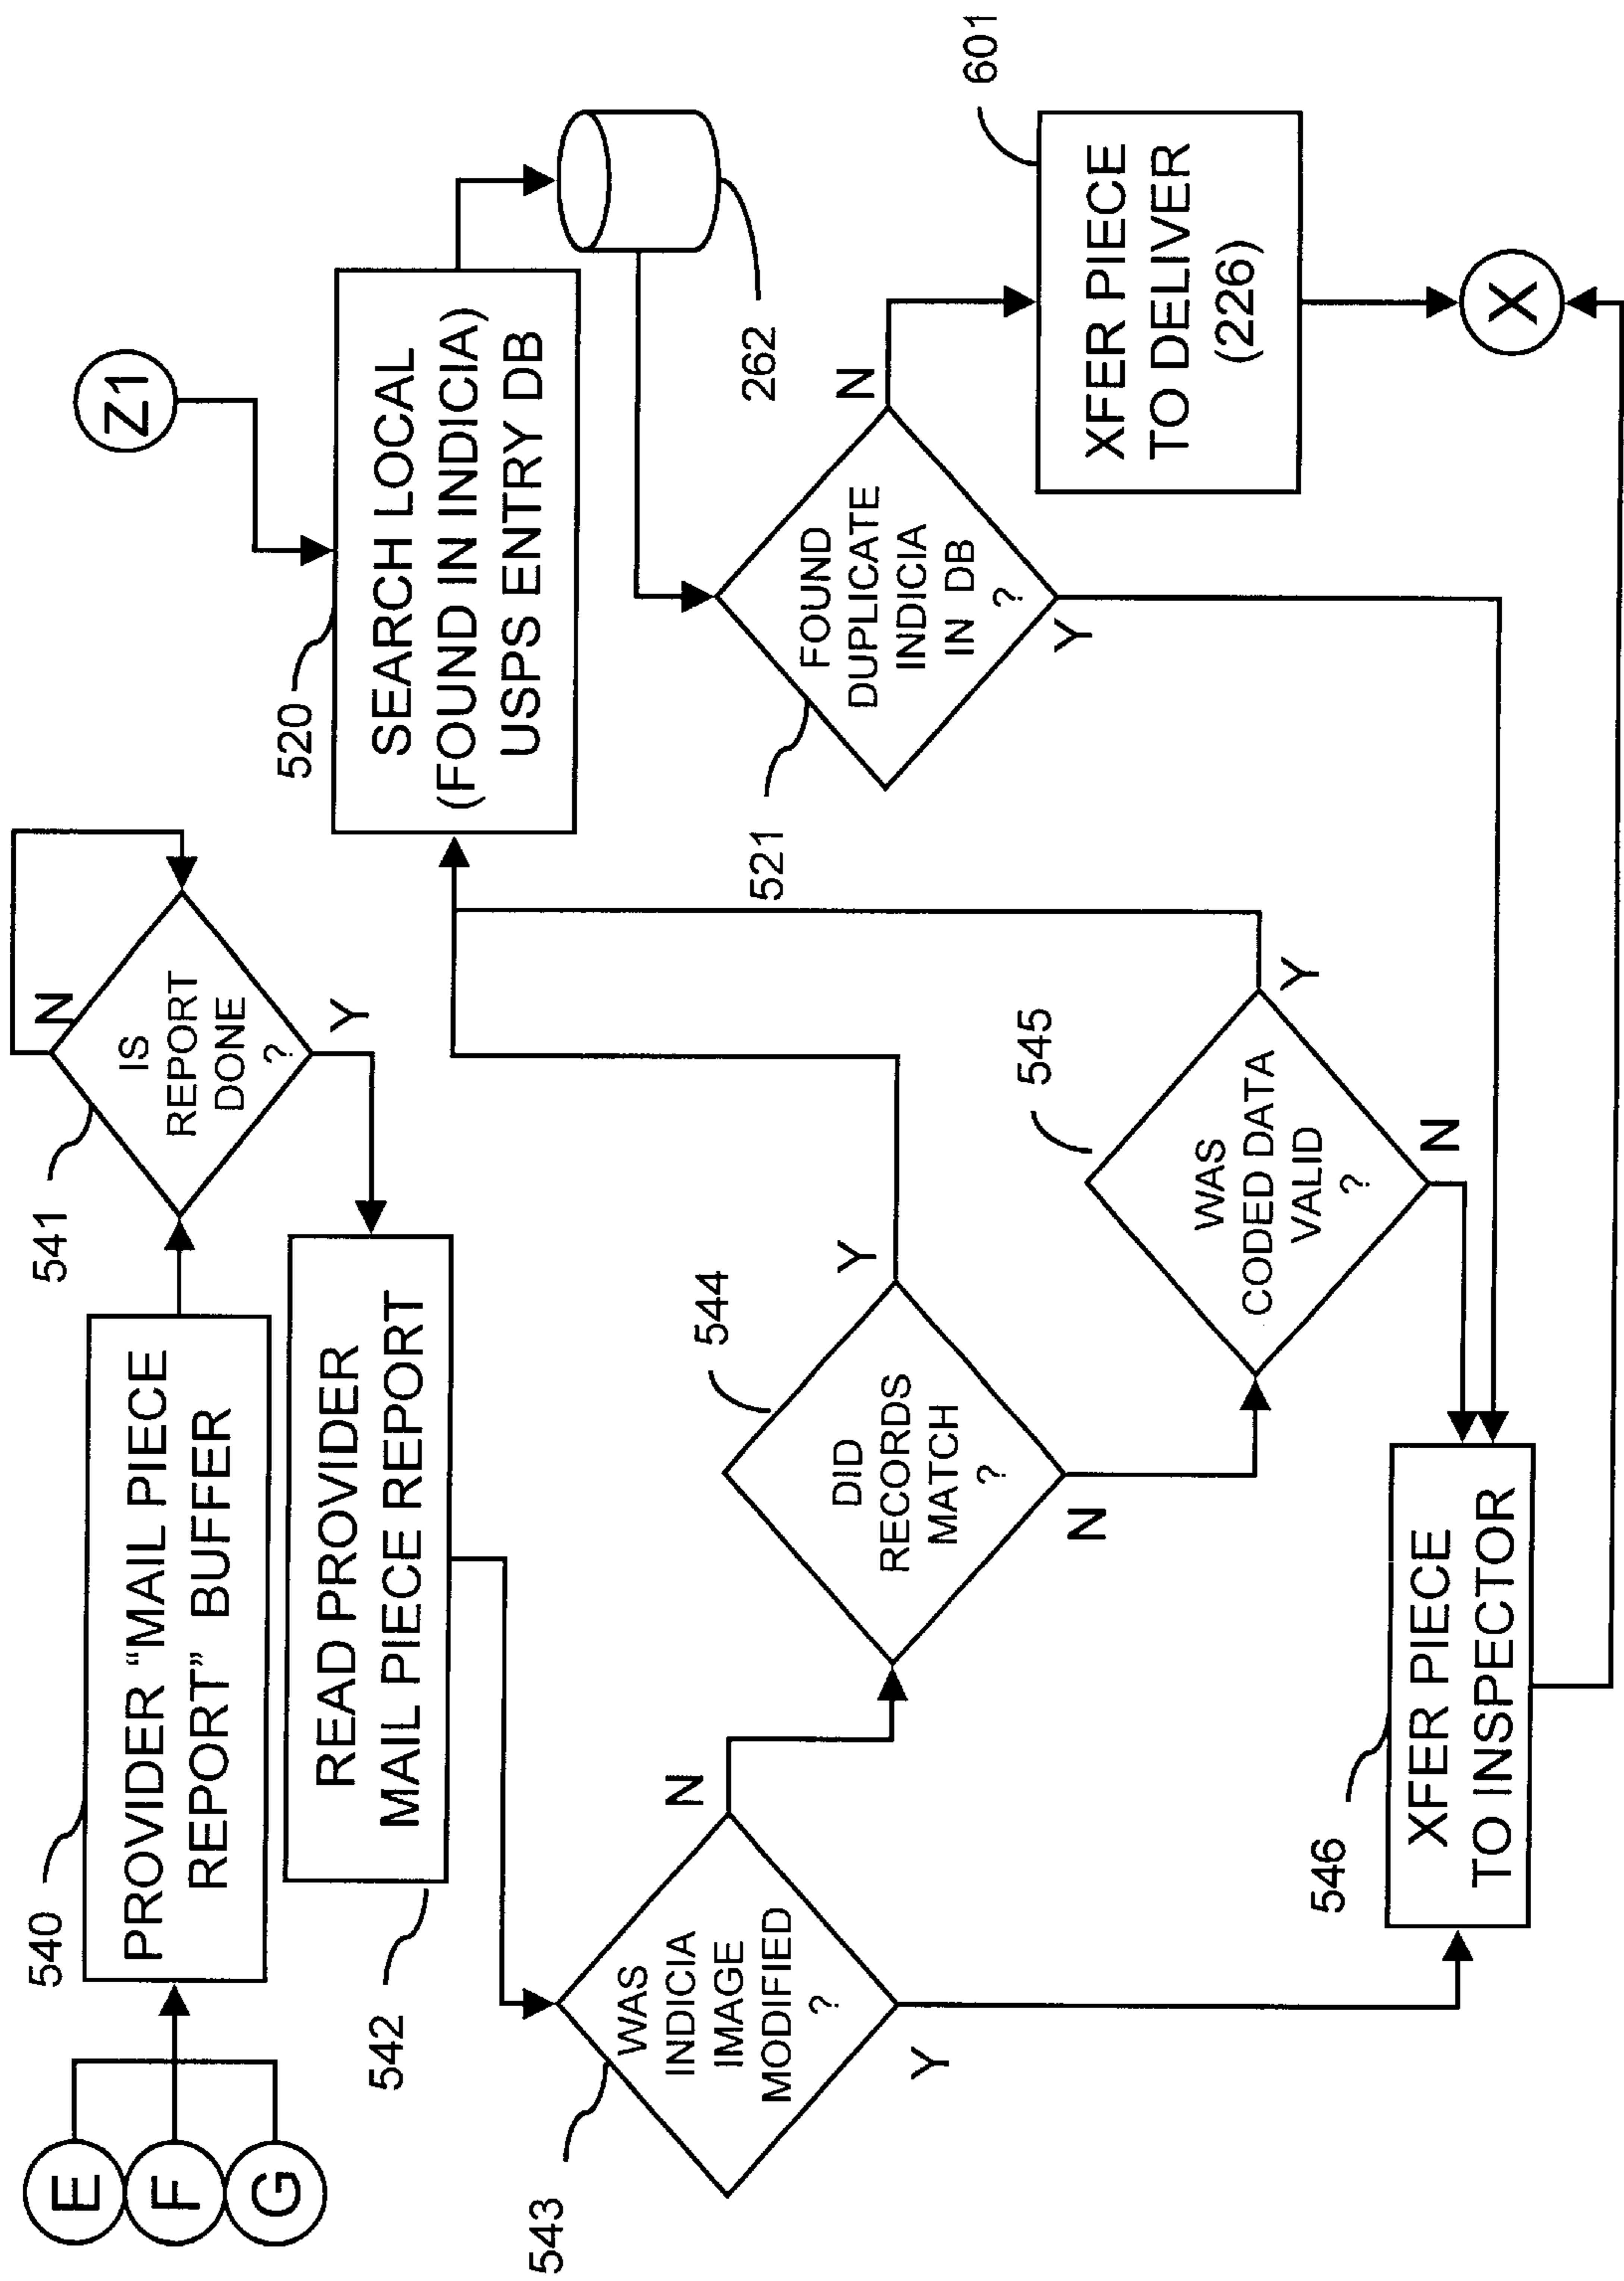 E
F
G
540
PROVIDER “MAIL PIECE
REPORT” BUFFER
541
IS
REPORT
DONE
?
N
Y
542
READ PROVIDER
MAIL PIECE REPORT
543
WAS
INDICIA
IMAGE
MODIFIED
?
N
Y
544
DID
RECORDS
MATCH
?
Y
N
545
WAS
CODED DATA
VALID
?
Y
N
546
XFER PIECE
TO INSPECTOR
Z1
520
SEARCH LOCAL
(FOUND IN INDICIA)
USPS ENTRY DB
262
521
FOUND
DUPLICATE
INDICIA
IN DB
?
N
Y
601
XFER PIECE
TO DELIVER
(226)
X